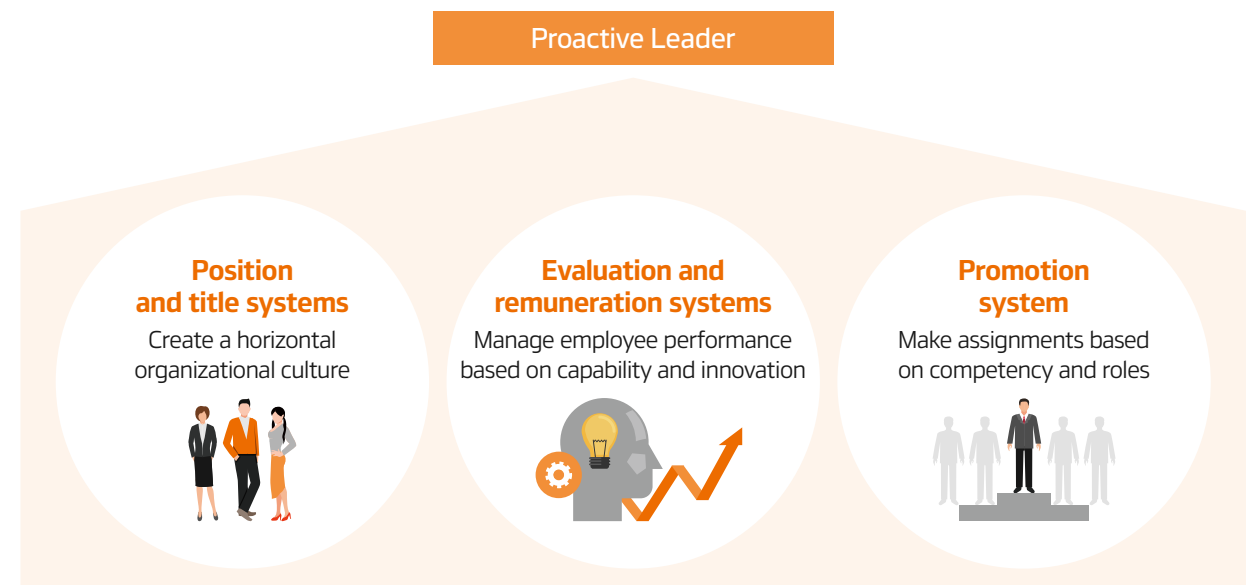 Proactive Leader
Position
and title systems
Create a horizontal
organizational culture
Evaluation and
remuneration systems
Manage employee performance
based on capability and innovation
Promotion
system
Make assignments based
on competency and roles